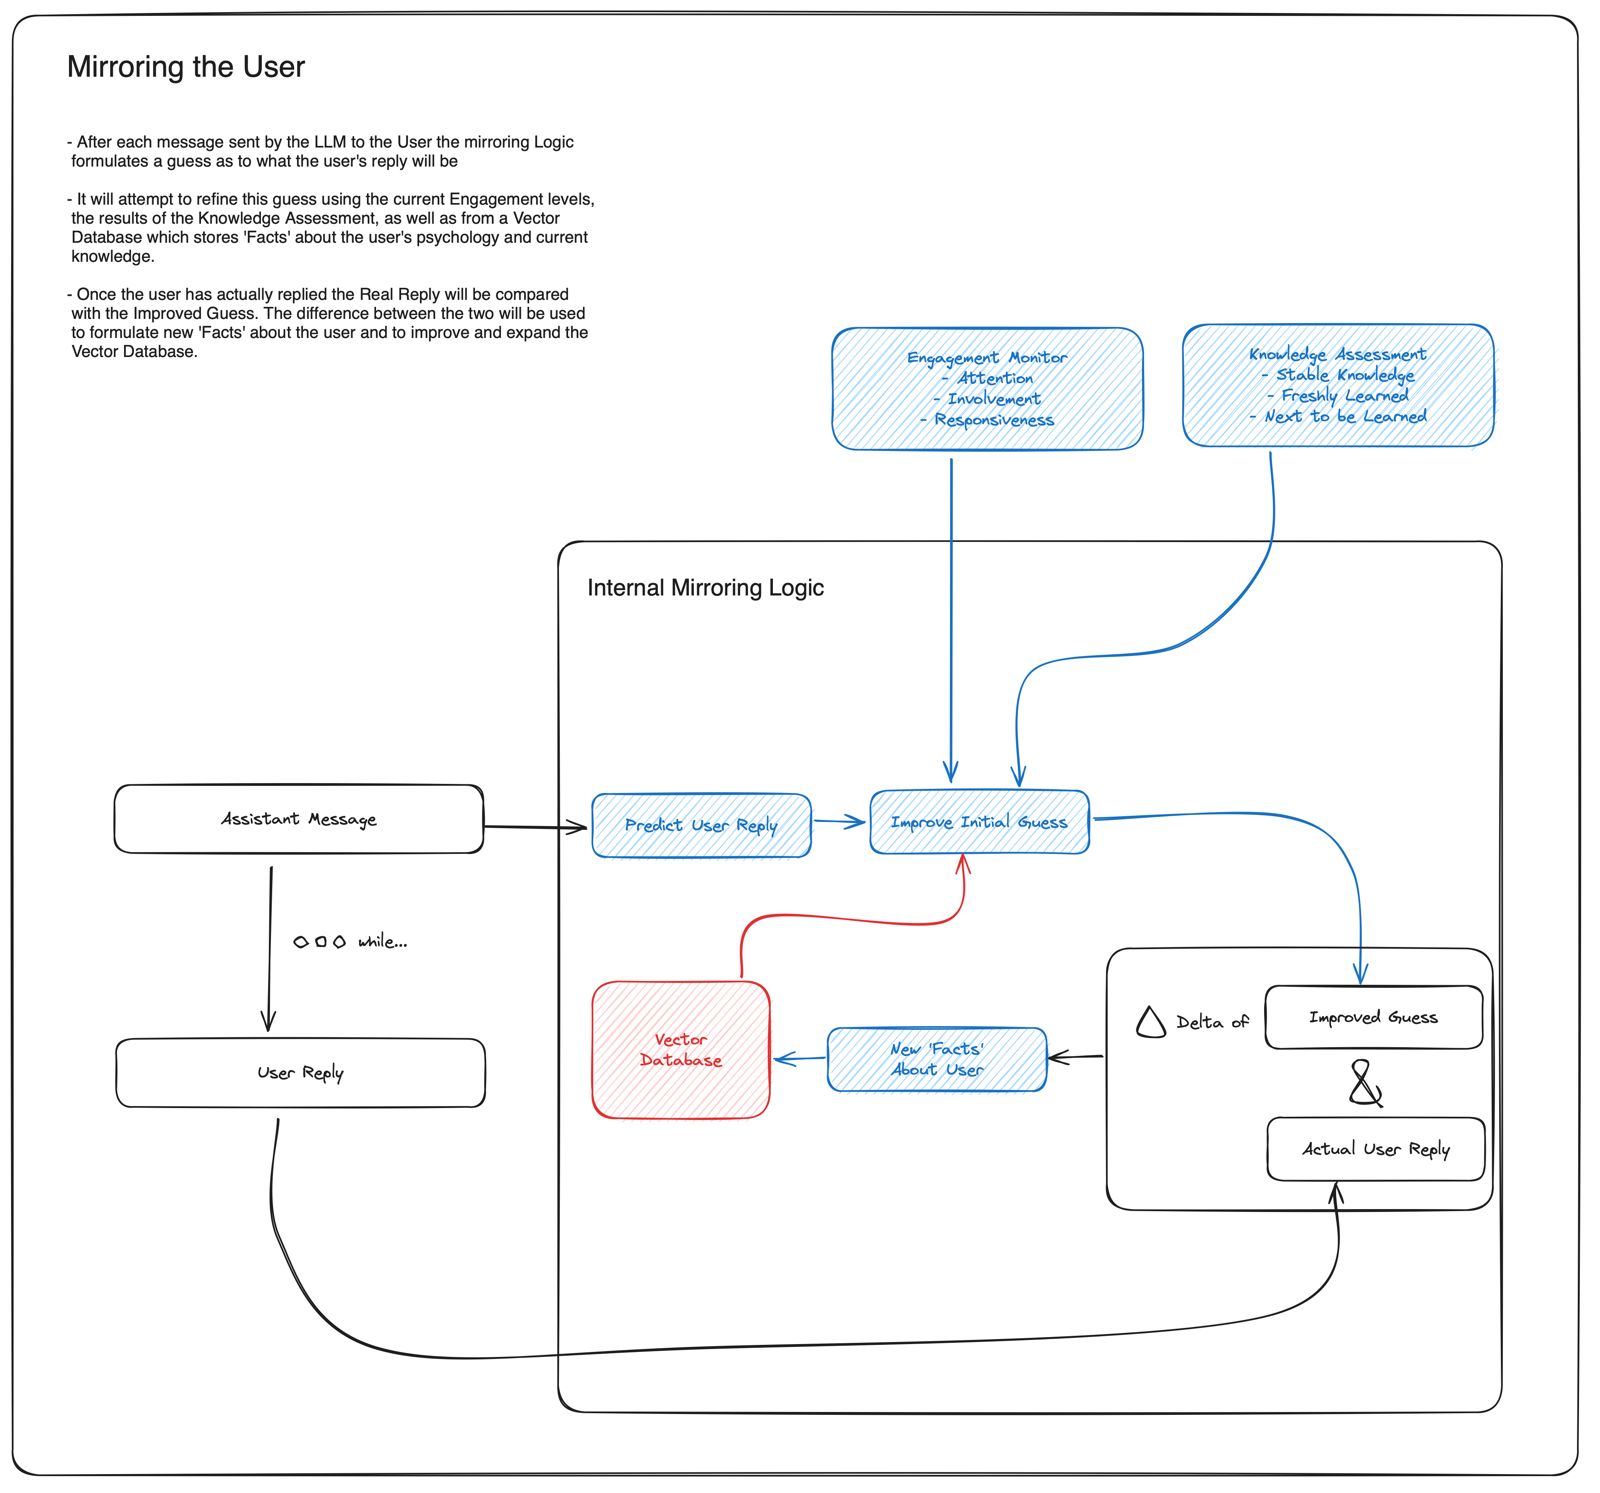 Mirroring the User
- After each message sent by the LLM to the User the mirroring Logic
formulates a guess as to what the user's reply will be
- It will attempt to refine this guess using the current Engagement levels,
the results of the Knowledge Assessment, as well as from a Vector
Database which stores 'Facts' about the user's psychology and current
knowledge.
- Once the user has actually replied the Real Reply will be compared
with the Improved Guess. The difference between the two will be used
to formulate new 'Facts' about the user and to improve and expand the
Vector Database.
Engagement Monitor
- Attention
- Involvement
- Responsiveness
Knowledge Assessment
- Stable Knowledge
- Freshly Learned
- Next to be Learned
Internal Mirroring Logic
Assistant Message
Predict User Reply
Improve Initial Guess
while...
User Reply
Vector
Database
New 'Facts'
About User
Delta of
Improved Guess
&
Actual User Reply